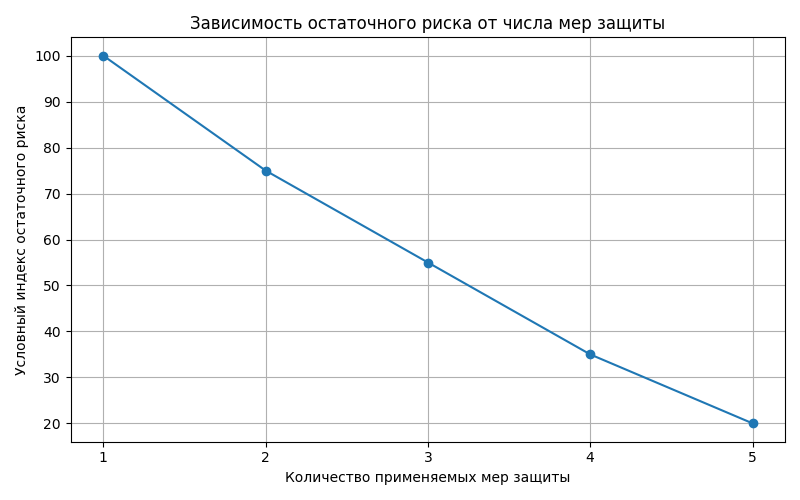 Зависимость остаточного риска от числа мер защиты
Условный индекс остаточного риска
100
90
80
70
60
50
40
30
20
1 2 3 4 5
Количество применяемых мер защиты